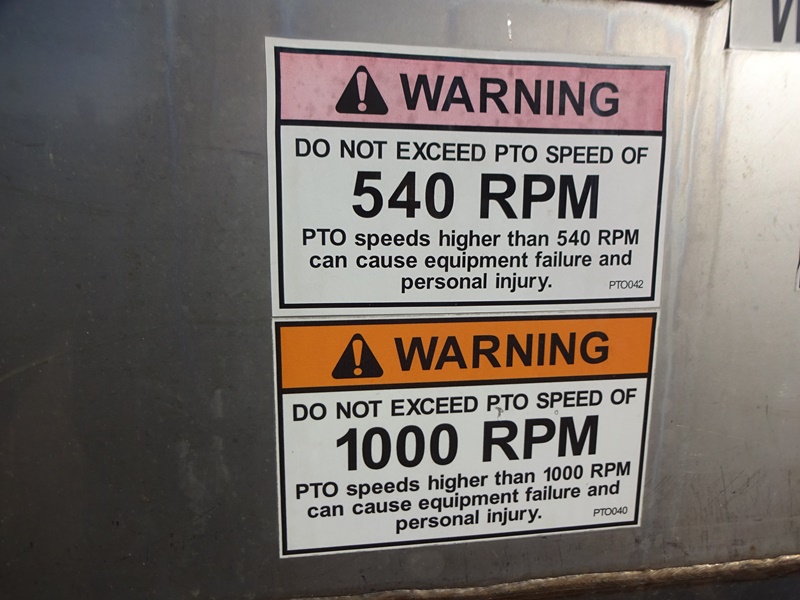 WARNING
DO NOT EXCEED PTO SPEED OF
540 RPM
PTO speeds higher than 540 RPM
can cause equipment failure and
personal injury.
PTO042
WARNING
DO NOT EXCEED PTO SPEED OF
1000 RPM
PTO speeds higher than 1000 RPM
can cause equipment failure and
personal injury.
PTO040